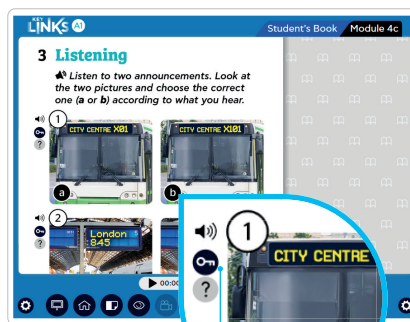 KEY
LiNKS A1
Student's Book Module 4c
3 Listening
Listen to two announcements. Look at
the two pictures and choose the correct
one (a or b) according to what you hear.
1
CITY CENTRE X01
CITY CENTRE X101
?
a
b
2
London
845
?
00:00
1
CITY CENTRE
?